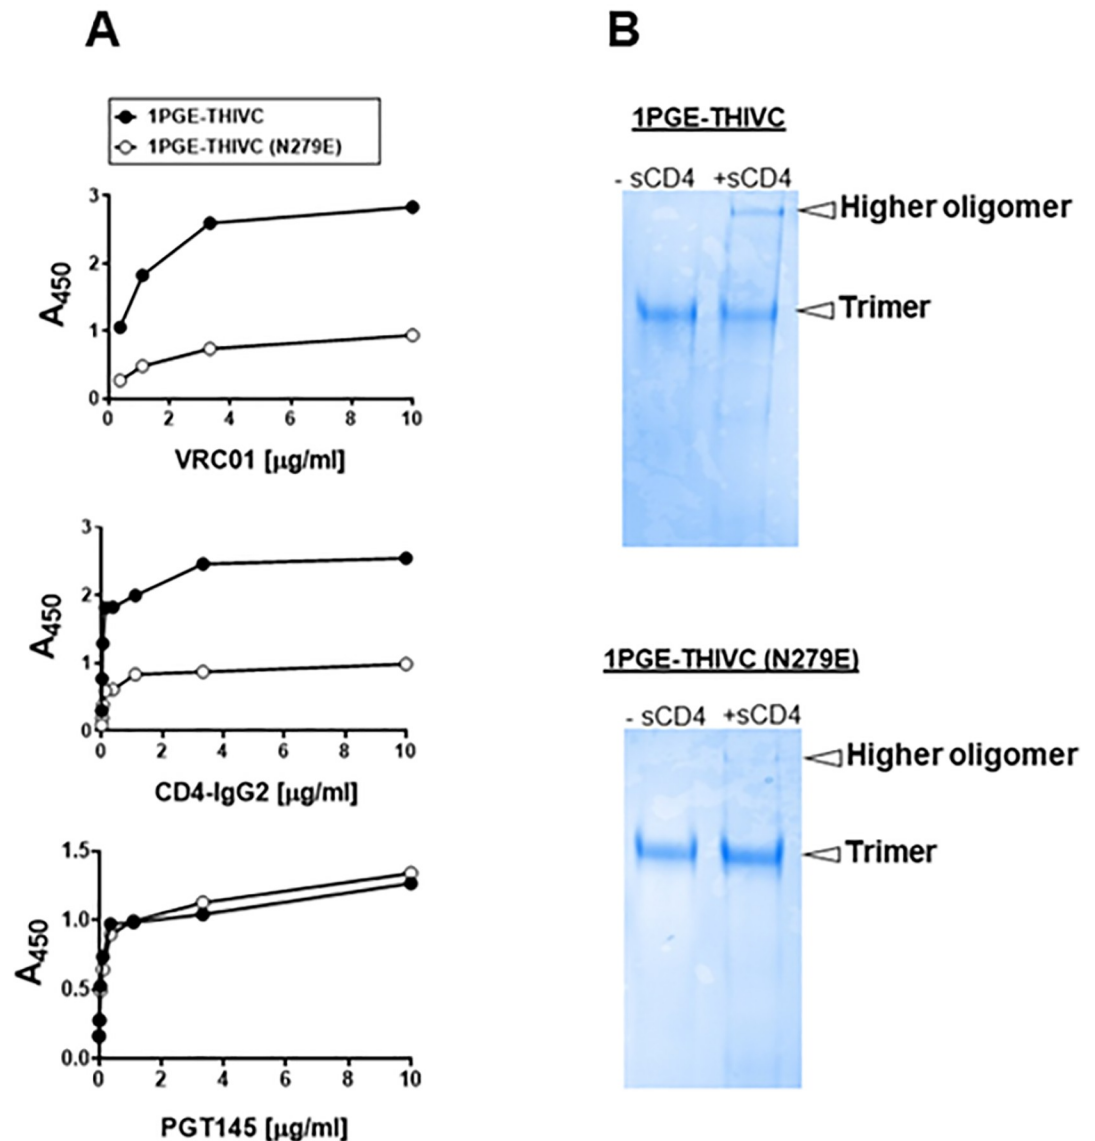 A
1PGE-THIVC
1PGE-THIVC (N279E)
3
2
1
0
A450
0 2 4 6 8 10
VRC01 [μg/ml]
3
2
1
0
A450
0 2 4 6 8 10
CD4-IgG2 [μg/ml]
1.5
1.0
0.5
0.0
A450
0 2 4 6 8 10
PGT145 [μg/ml]
B
1PGE-THIVC
- sCD4 +sCD4
Higher oligomer
Trimer
1PGE-THIVC (N279E)
- sCD4 +sCD4
Higher oligomer
Trimer